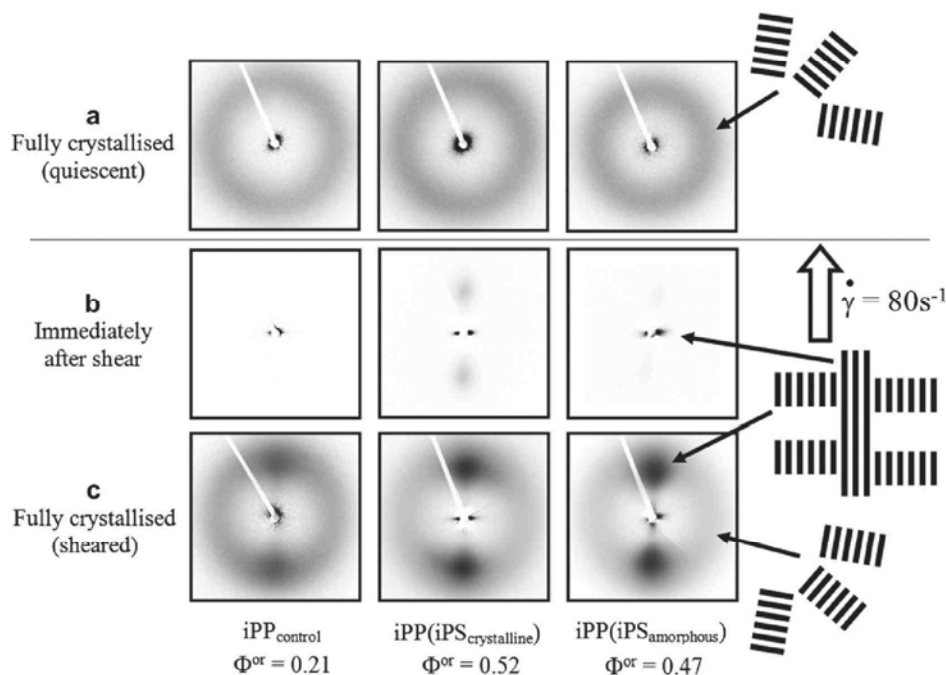 a
Fully crystallised
(quiescent)
b
Immediately
after shear
γ̇ = 80s⁻¹
c
Fully crystallised
(sheared)
iPP_control
Φ^or = 0.21
iPP(iPS_crystalline)
Φ^or = 0.52
iPP(iPS_amorphous)
Φ^or = 0.47